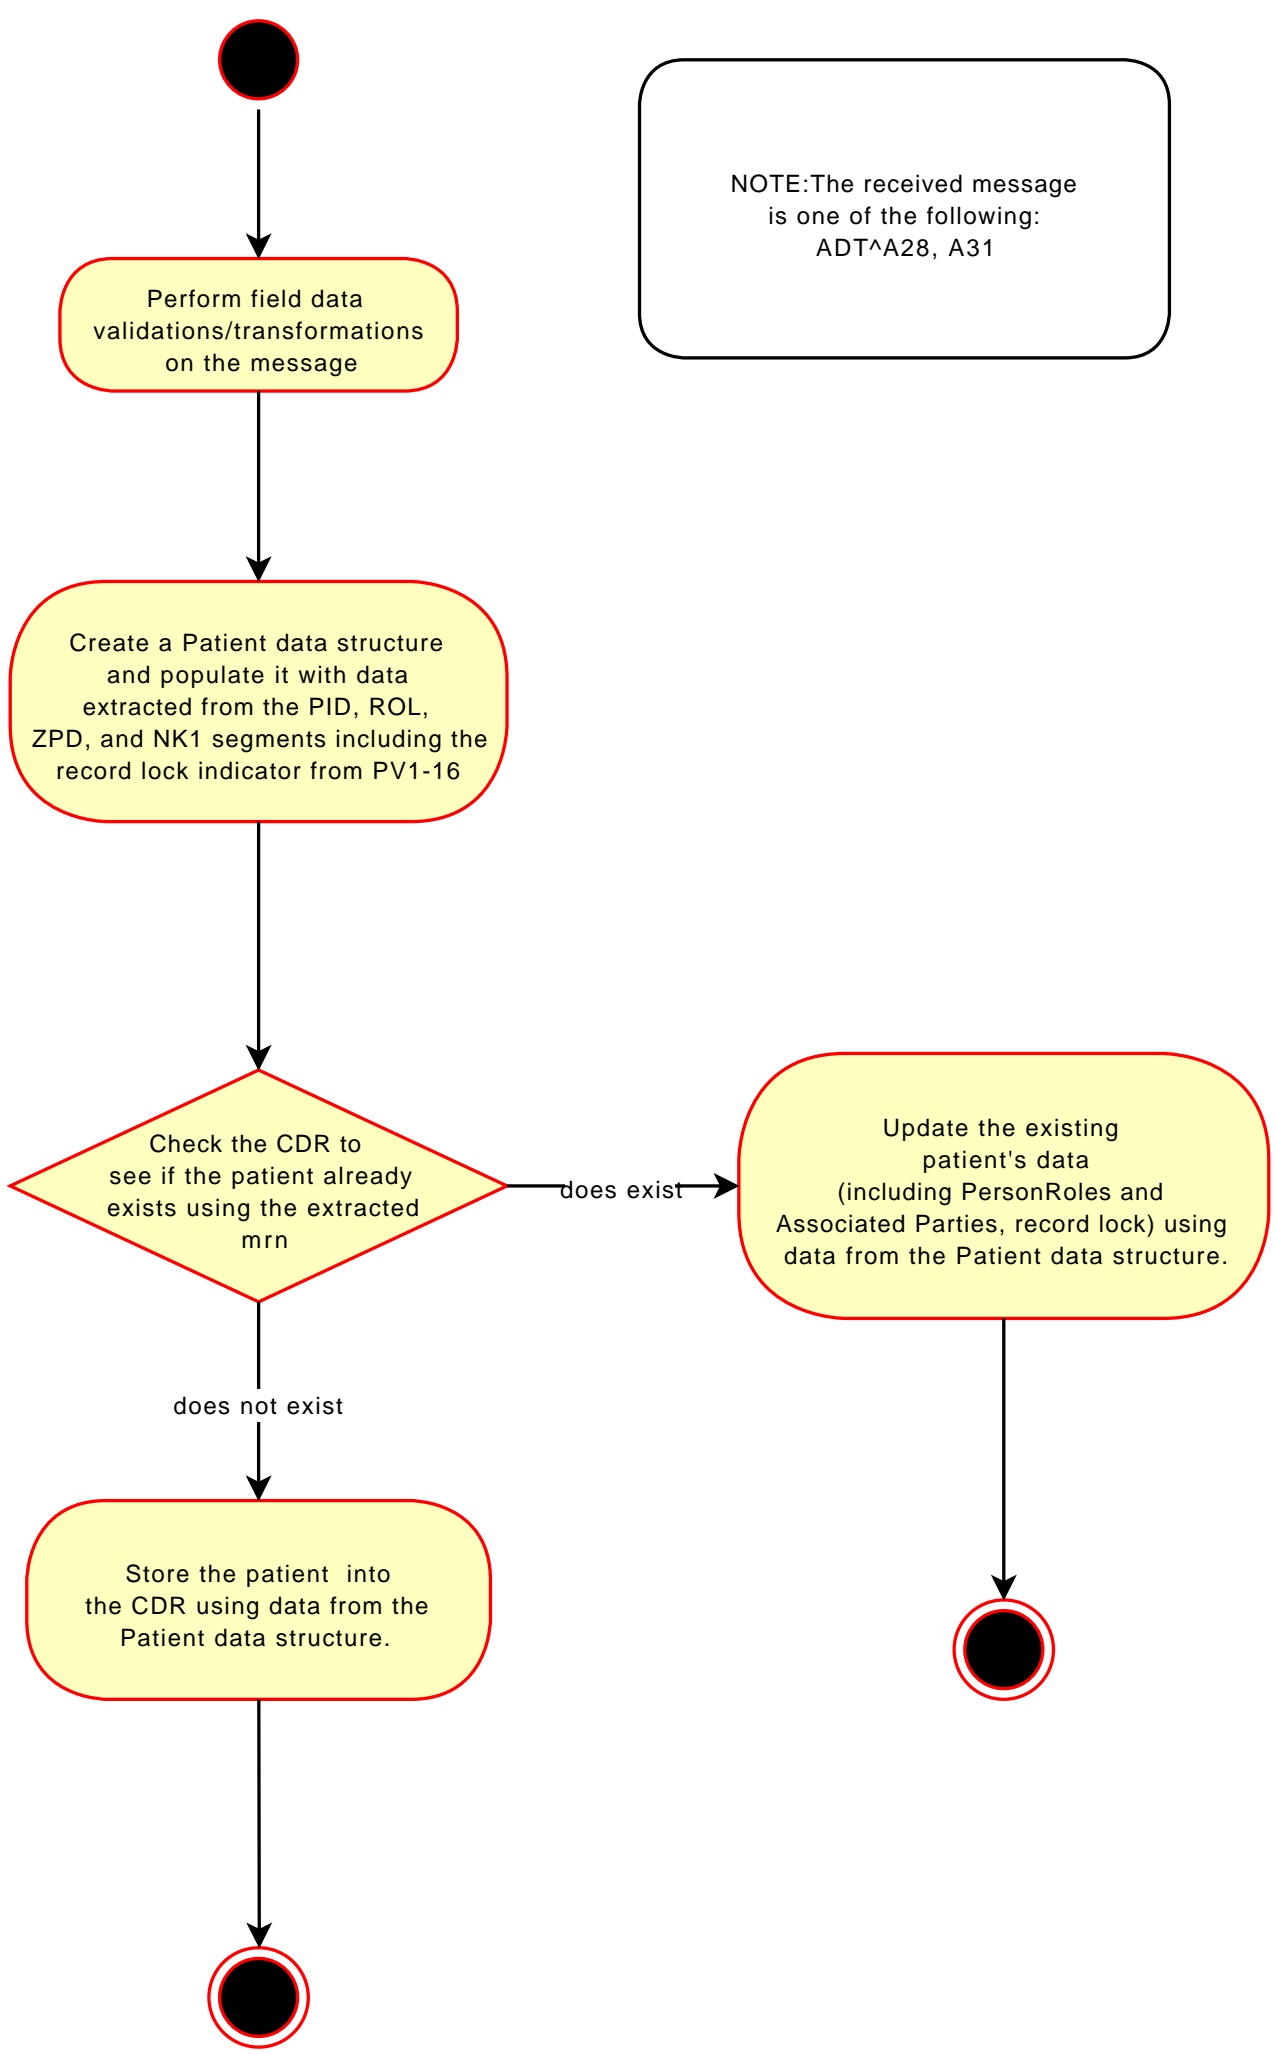 NOTE:The received message
is one of the following:
ADT^A28, A31
Perform field data
validations/transformations
on the message
Create a Patient data structure
and populate it with data
extracted from the PID, ROL,
ZPD, and NK1 segments including the
record lock indicator from PV1-16
Check the CDR to
see if the patient already
exists using the extracted
mrn
does exist
Update the existing
patient's data
(including PersonRoles and
Associated Parties, record lock) using
data from the Patient data structure.
does not exist
Store the patient  into
the CDR using data from the
Patient data structure.